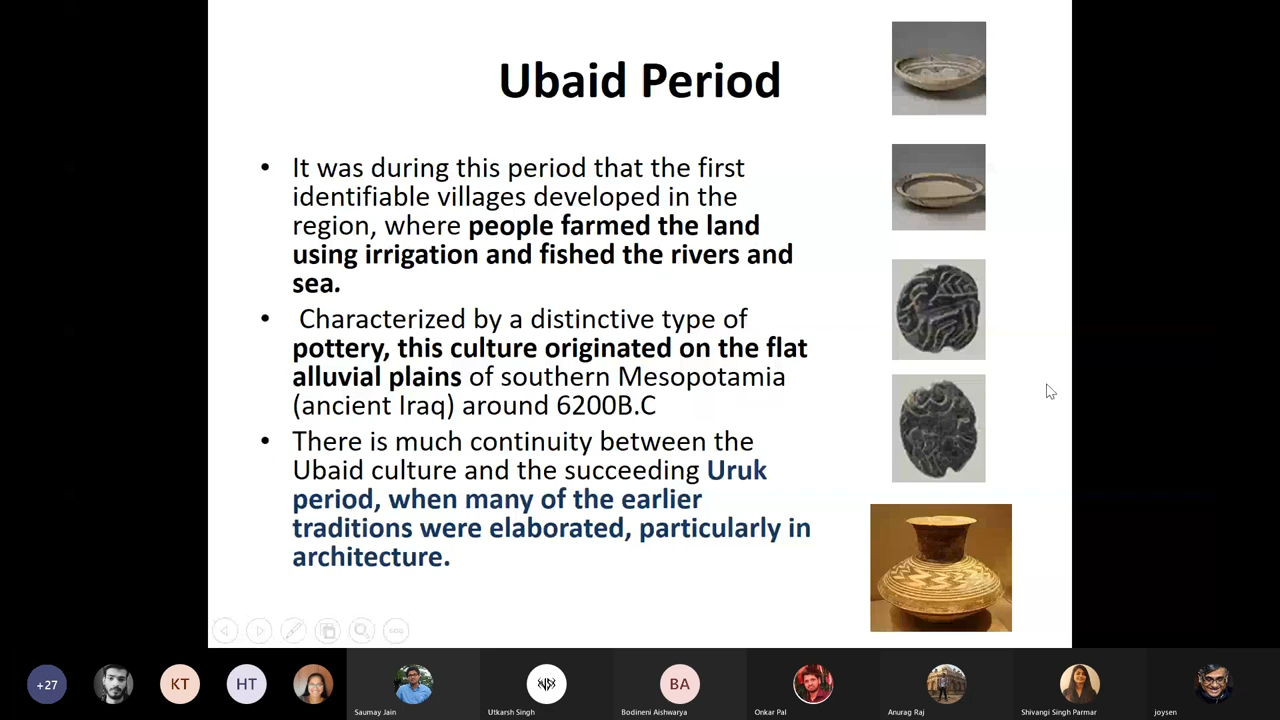 Ubaid Period
• It was during this period that the first
identifiable villages developed in the
region, where people farmed the land
using irrigation and fished the rivers and
sea.
• Characterized by a distinctive type of
pottery, this culture originated on the flat
alluvial plains of southern Mesopotamia
(ancient Iraq) around 6200B.C
• There is much continuity between the
Ubaid culture and the succeeding Uruk
period, when many of the earlier
traditions were elaborated, particularly in
architecture.
+27
KT
HT
BA
Saumay Jain
Utkarsh Singh
Bodineni Aishwarya
Onkar Pal
Anurag Raj
Shivangi Singh Parmar
joysen